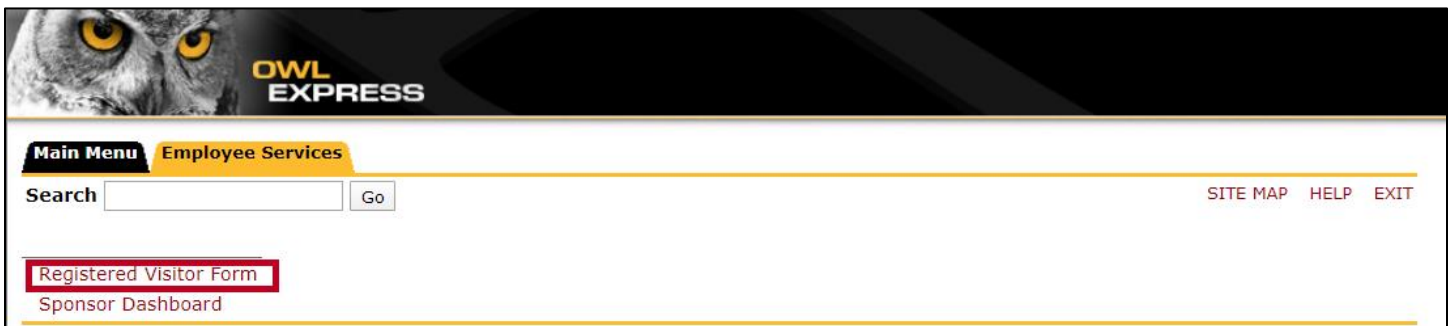 OWL
EXPRESS
Main Menu Employee Services
Search Go SITE MAP HELP EXIT
Registered Visitor Form
Sponsor Dashboard